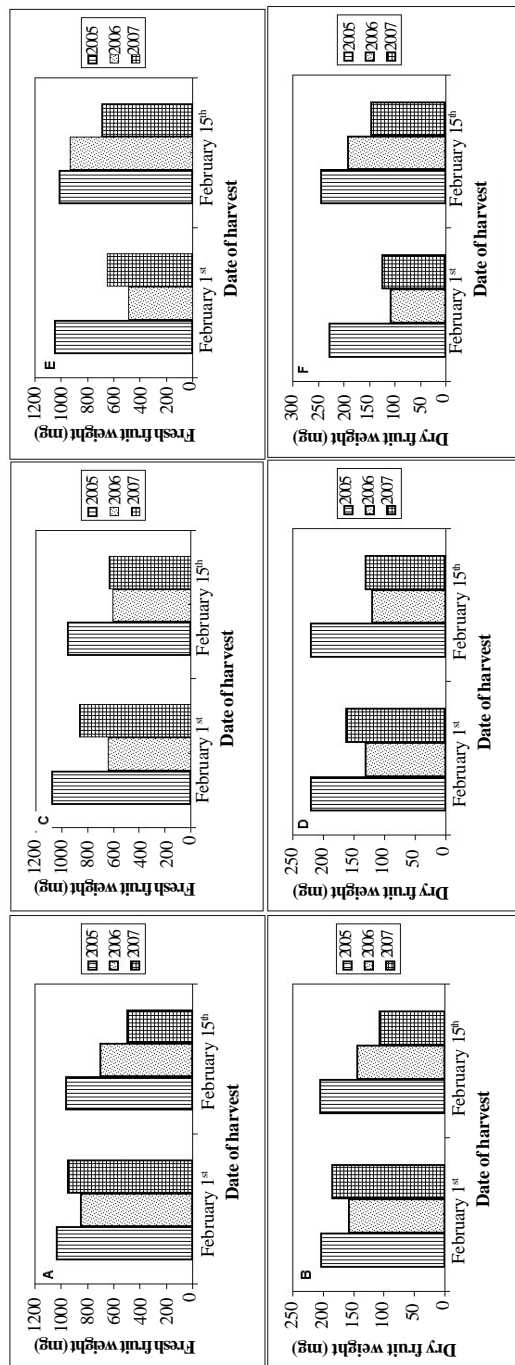 A
Fresh fruit weight (mg)
1200
1000
800
600
400
200
0
February 1st
February 15th
Date of harvest
2005
2006
2007
C
Fresh fruit weight (mg)
1200
1000
800
600
400
200
0
February 1st
February 15th
Date of harvest
2005
2006
2007
E
Fresh fruit weight (mg)
1200
1000
800
600
400
200
0
February 1st
February 15th
Date of harvest
2005
2006
2007
B
Dry fruit weight (mg)
250
200
150
100
50
0
February 1st
February 15th
Date of harvest
2005
2006
2007
D
Dry fruit weight (mg)
250
200
150
100
50
0
February 1st
February 15th
Date of harvest
2005
2006
2007
F
Dry fruit weight (mg)
300
250
200
150
100
50
0
February 1st
February 15th
Date of harvest
2005
2006
2007